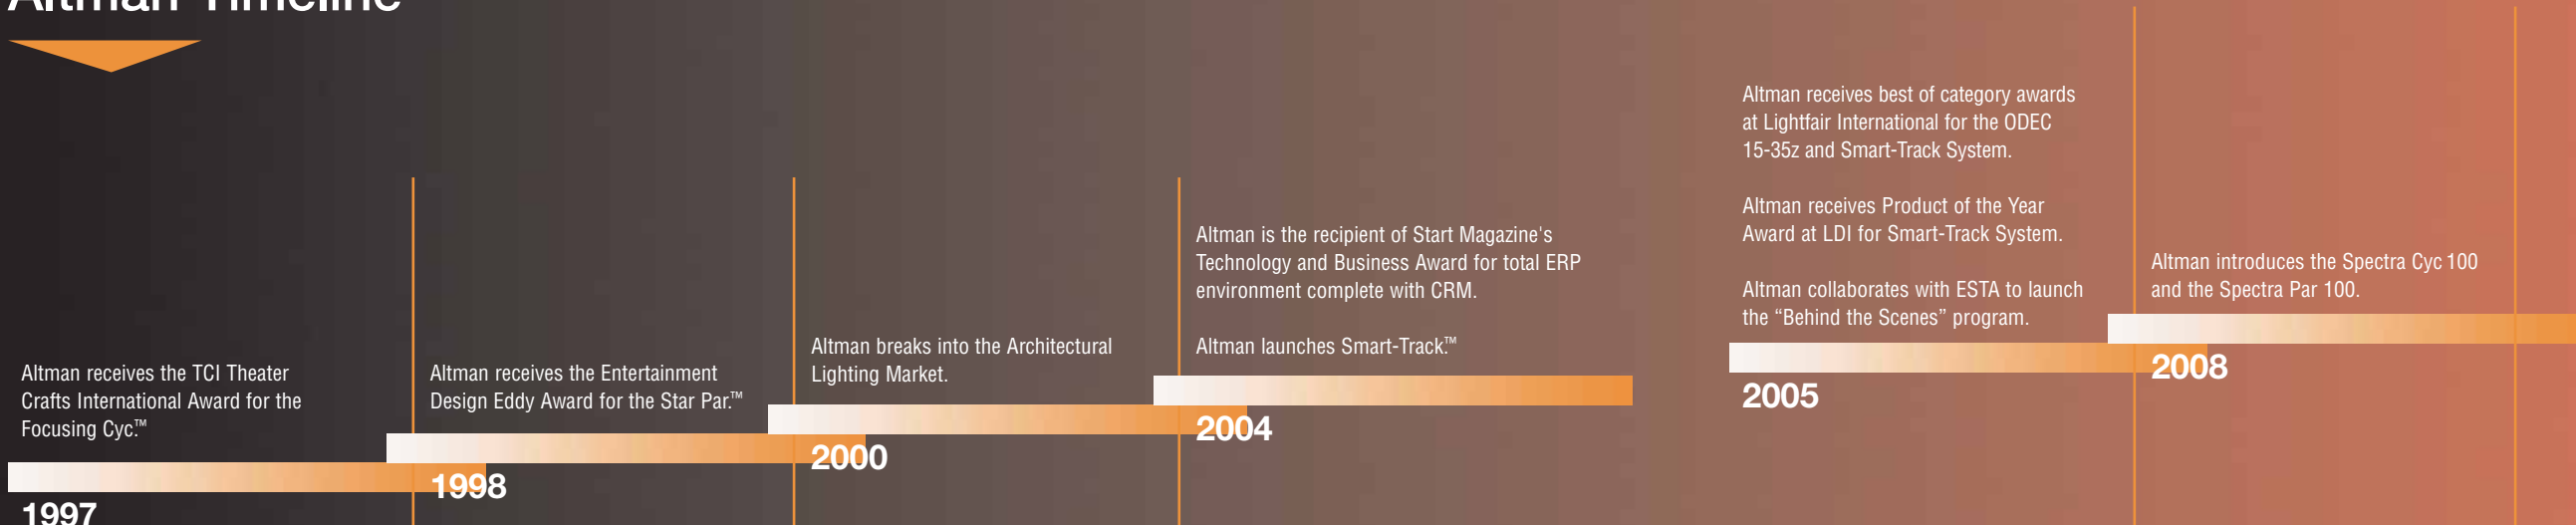 Altman Timeline
Altman receives the TCI Theater
Crafts International Award for the
Focusing Cyc.™
1997
Altman receives the Entertainment
Design Eddy Award for the Star Par.™
1998
Altman breaks into the Architectural
Lighting Market.
2000
Altman is the recipient of Start Magazine's
Technology and Business Award for total ERP
environment complete with CRM.
Altman launches Smart-Track.™
2004
Altman receives best of category awards
at Lightfair International for the ODEC
15-35z and Smart-Track System.
Altman receives Product of the Year
Award at LDI for Smart-Track System.
Altman collaborates with ESTA to launch
the “Behind the Scenes” program.
2005
Altman introduces the Spectra Cyc 100
and the Spectra Par 100.
2008